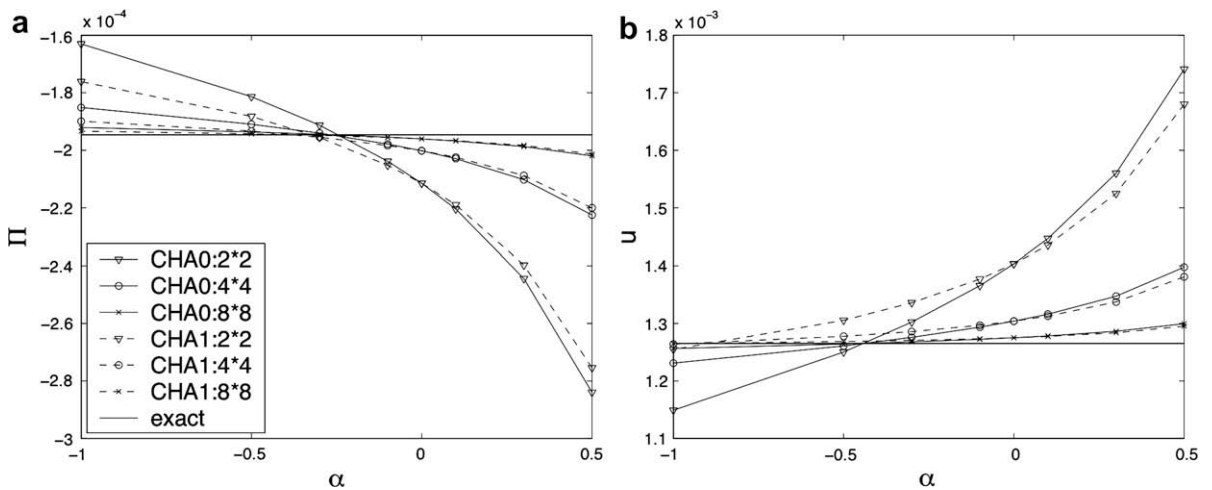 a
x 10⁻⁴
−1.6
−1.8
−2
−2.2
−2.4
−2.6
−2.8
−3
Π
CHA0:2*2
CHA0:4*4
CHA0:8*8
CHA1:2*2
CHA1:4*4
CHA1:8*8
exact
−1
−0.5
0
0.5
α
b
x 10⁻³
1.8
1.7
1.6
1.5
1.4
1.3
1.2
1.1
u
−1
−0.5
0
0.5
α